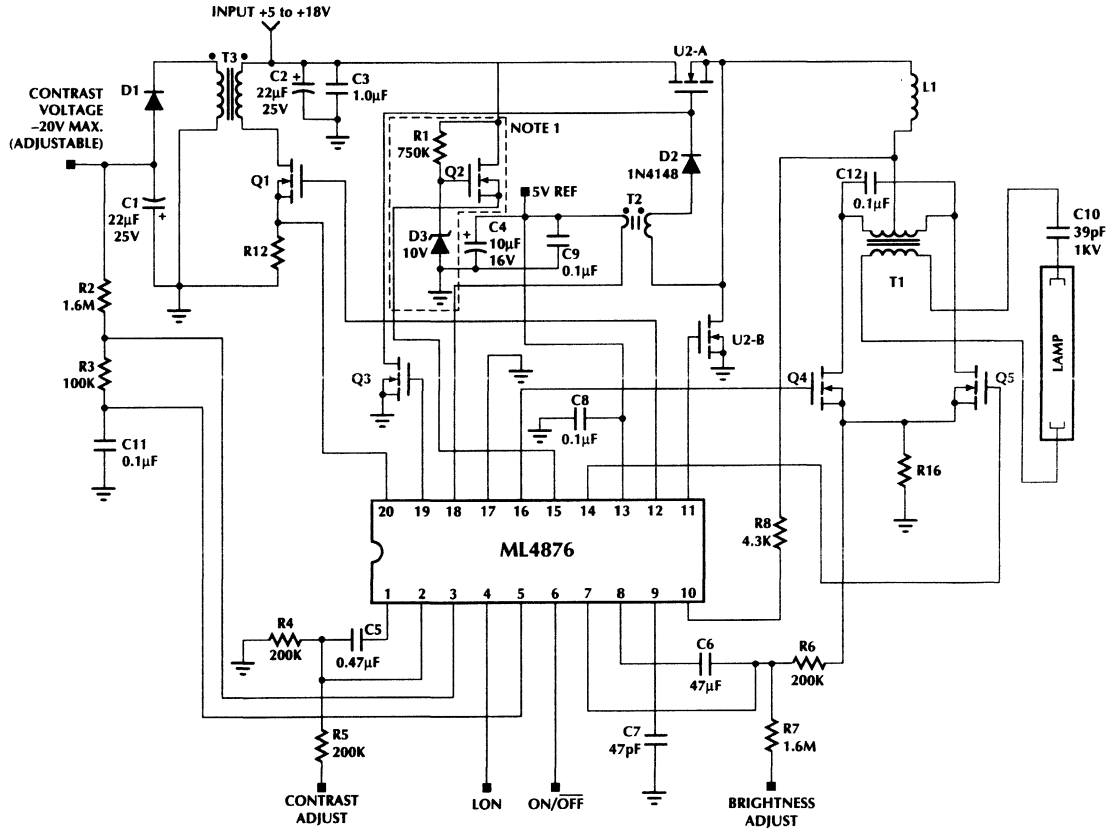 INPUT +5 to +18V
T3
U2-A
D1
C2
22µF
25V
+
C3
1.0µF
L1
CONTRAST
VOLTAGE
–20V MAX.
(ADJUSTABLE)
R1
750K
NOTE 1
Q2
D2
1N4148
C12
0.1µF
Q1
5V REF
T2
C10
39pF
1KV
C1
22µF
25V
+
R12
D3
10V
+
C4
10µF
16V
C9
0.1µF
T1
R2
1.6M
U2-B
LAMP
R3
100K
Q3
Q4
Q5
C8
0.1µF
C11
0.1µF
R16
20 19 18 17 16 15 14 13 12 11
R8
4.3K
ML4876
1 2 3 4 5 6 7 8 9 10
R4
200K
C5
0.47µF
C6
47µF
R6
200K
R5
200K
C7
47pF
R7
1.6M
CONTRAST
ADJUST
LON
ON/OFF
BRIGHTNESS
ADJUST